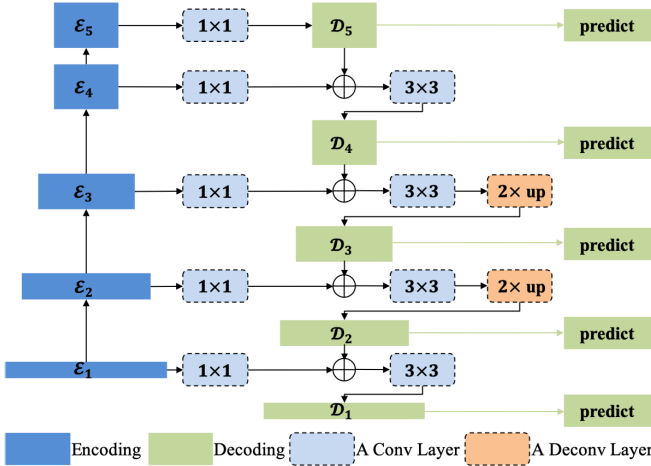 ℰ₅ 1×1 𝒟₅ predict
ℰ₄ 1×1 3×3
𝒟₄ predict
ℰ₃ 1×1 3×3 2× up
𝒟₃ predict
ℰ₂ 1×1 3×3 2× up
𝒟₂ predict
ℰ₁ 1×1 3×3
𝒟₁ predict
Encoding Decoding A Conv Layer A Deconv Layer